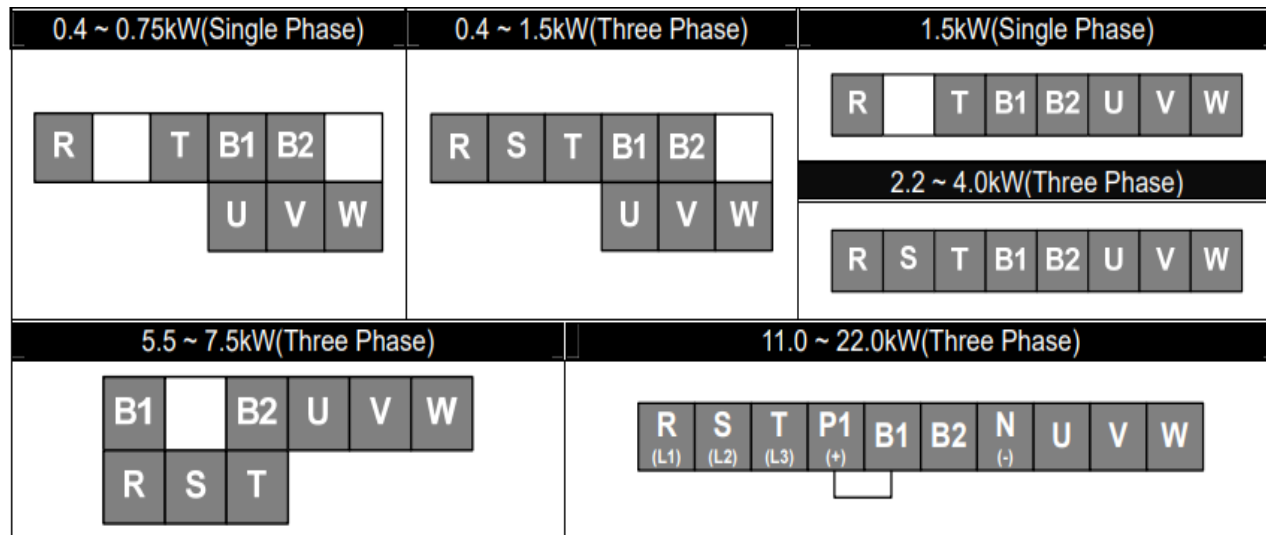 0.4 ~ 0.75kW(Single Phase)
R T B1 B2
U V W
0.4 ~ 1.5kW(Three Phase)
R S T B1 B2
U V W
1.5kW(Single Phase)
R T B1 B2 U V W
2.2 ~ 4.0kW(Three Phase)
R S T B1 B2 U V W
5.5 ~ 7.5kW(Three Phase)
B1 B2 U V W
R S T
11.0 ~ 22.0kW(Three Phase)
R S T P1 B1 B2 N U V W
(L1) (L2) (L3) (+) (-)